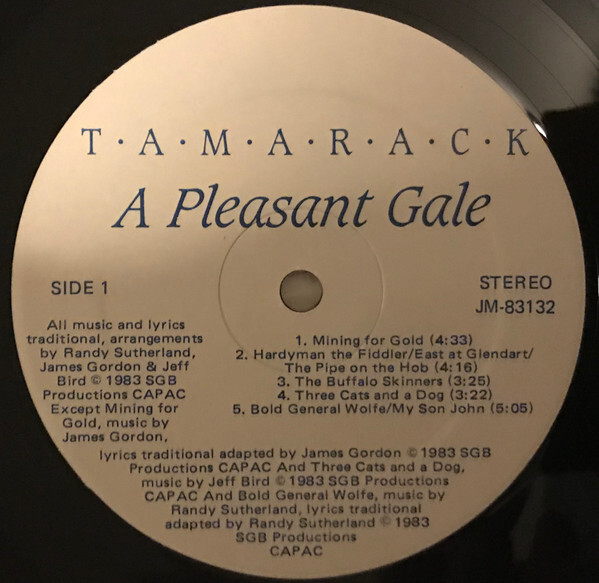 T·A·M·A·R·A·C·K
A Pleasant Gale
SIDE 1
STEREO
JM-83132
All music and lyrics
traditional, arrangements
by Randy Sutherland,
James Gordon & Jeff
Bird © 1983 SGB
Productions CAPAC
Except Mining for
Gold, music by
James Gordon,
1. Mining for Gold (4:33)
2. Hardyman the Fiddler/East at Glendart/
The Pipe on the Hob (4:16)
3. The Buffalo Skinners (3:25)
4. Three Cats and a Dog (3:22)
5. Bold General Wolfe/My Son John (5:05)
lyrics traditional adapted by James Gordon © 1983 SGB
Productions CAPAC And Three Cats and a Dog,
music by Jeff Bird © 1983 SGB Productions
CAPAC And Bold General Wolfe, music by
Randy Sutherland, lyrics traditional
adapted by Randy Sutherland © 1983
SGB Productions
CAPAC